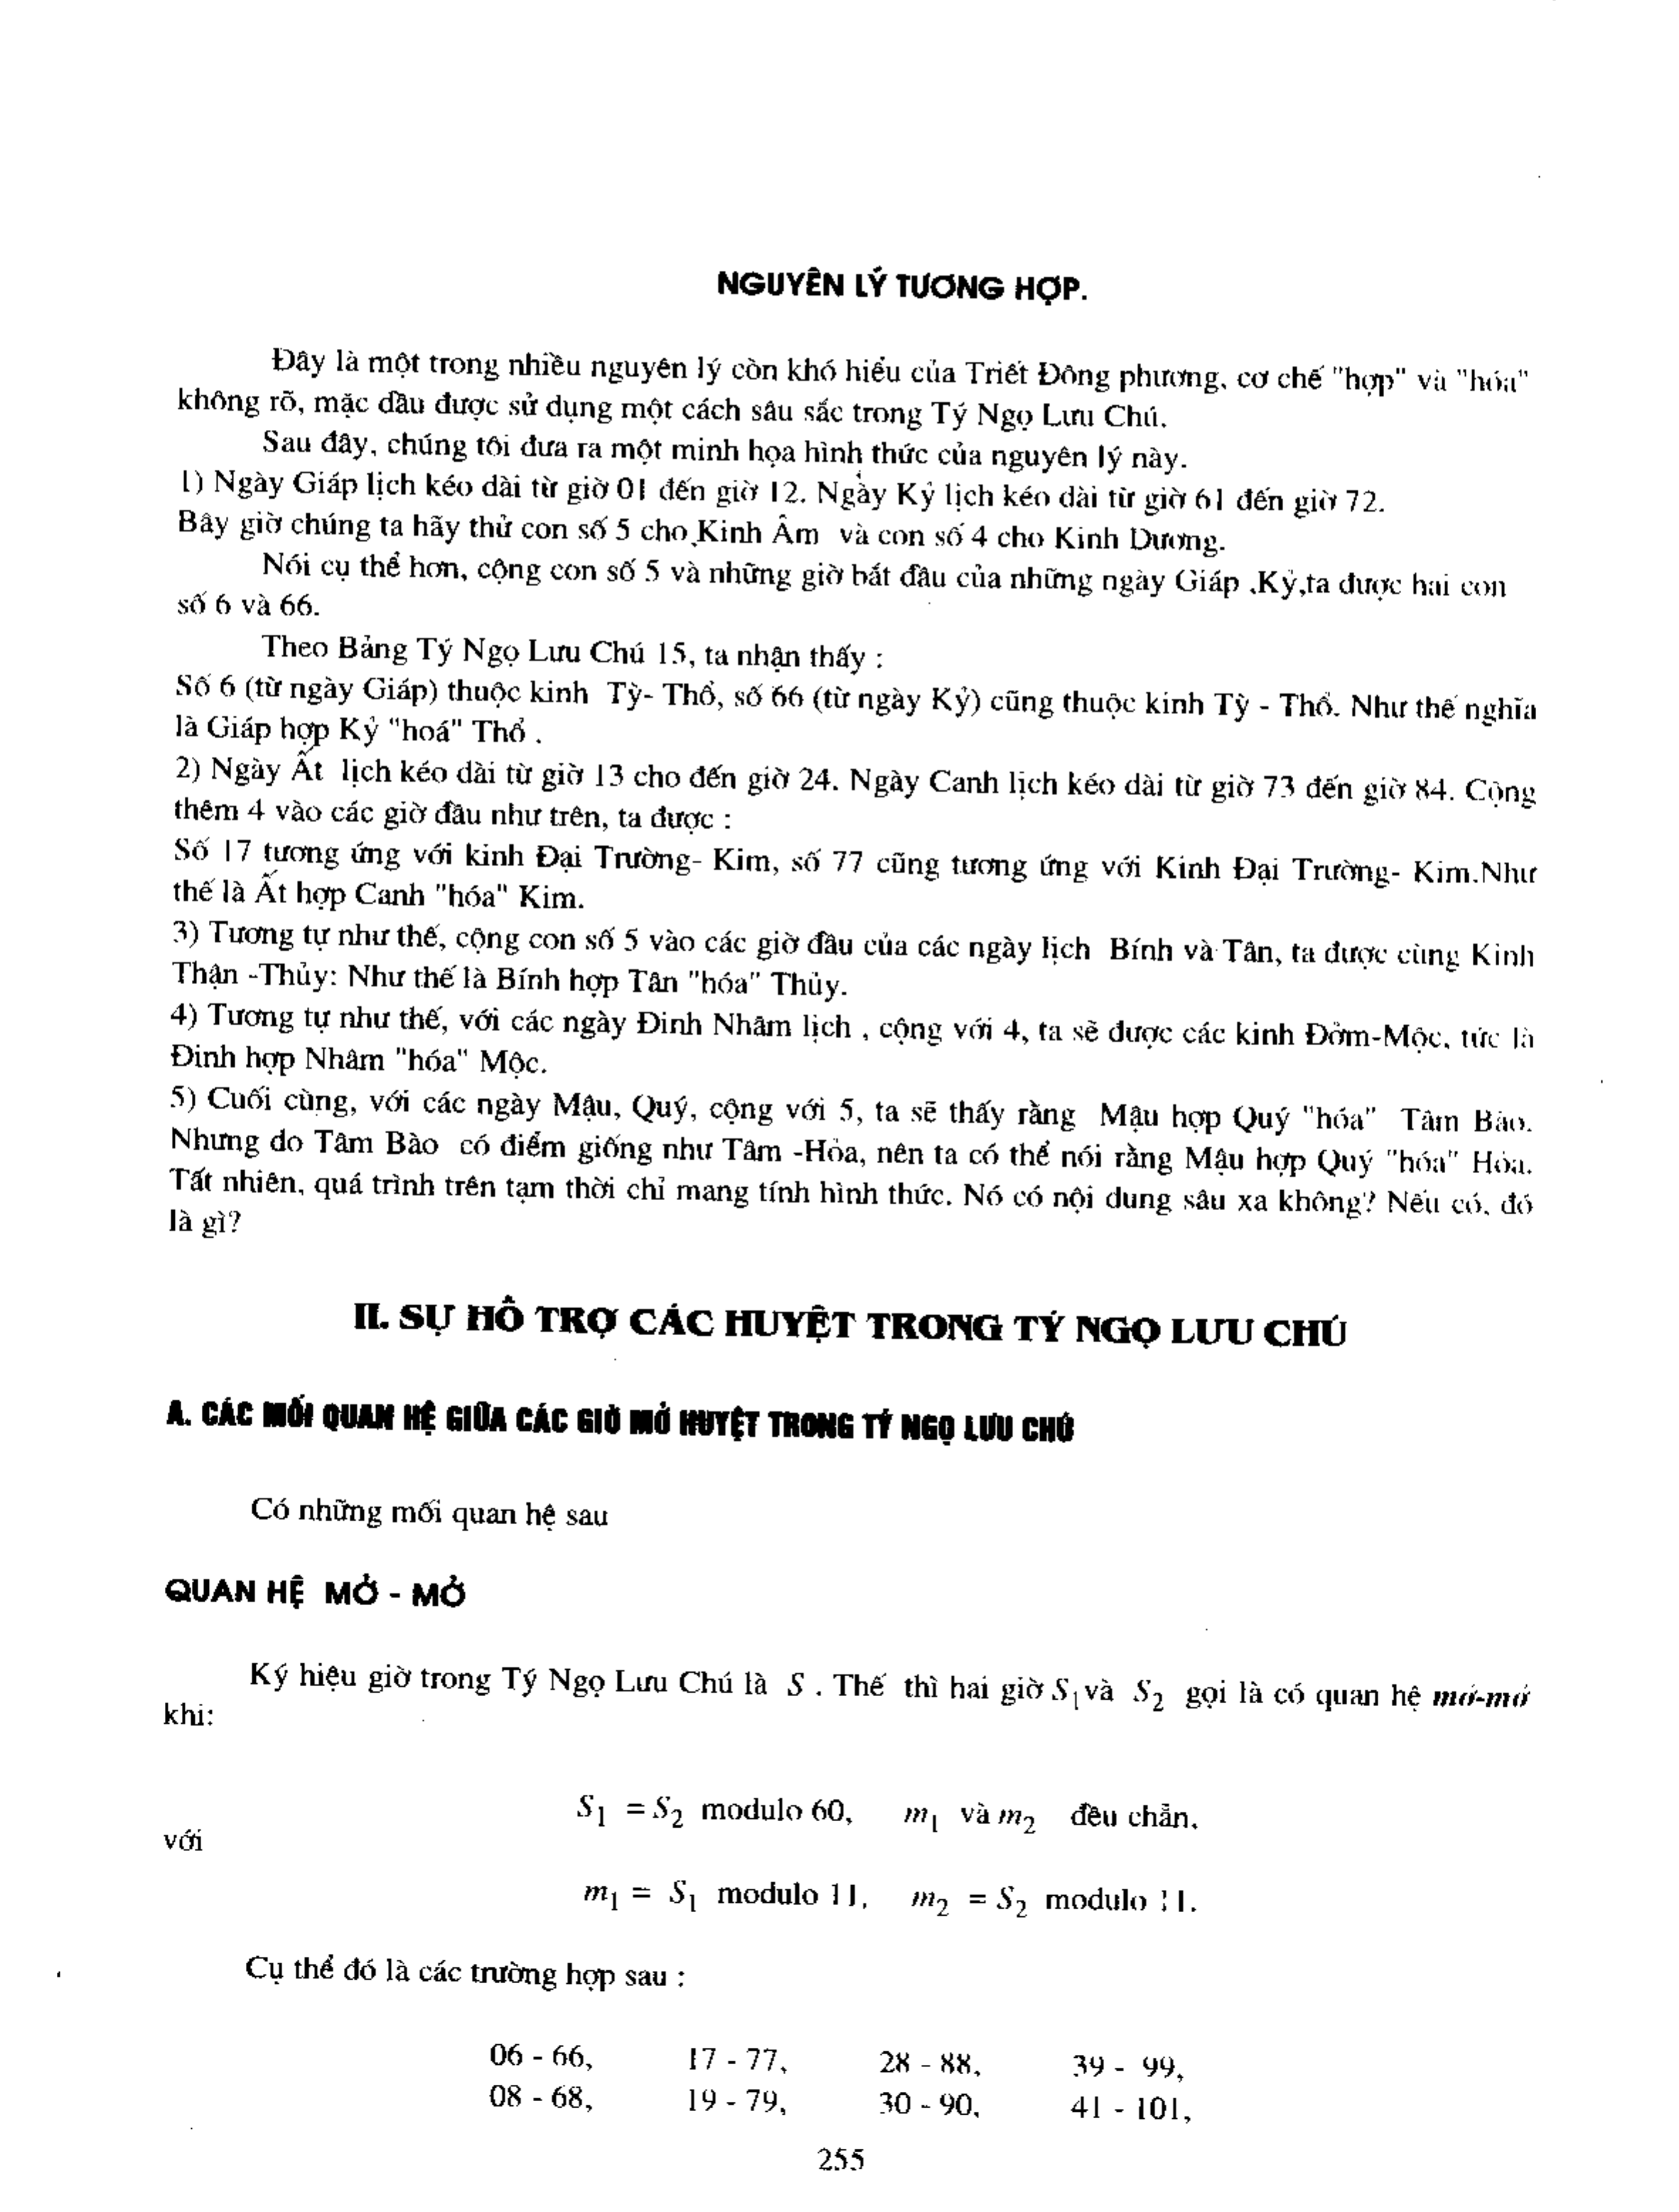 NGUYÊN LÝ TƯƠNG HỢP.
Đây là một trong nhiều nguyên lý còn khó hiểu của Triết Đông phương, cơ chế "hợp" và "hóa"
không rõ, mặc dầu được sử dụng một cách sâu sắc trong Tý Ngọ Lưu Chú.
Sau đây, chúng tôi đưa ra một minh họa hình thức của nguyên lý này.
1) Ngày Giáp lịch kéo dài từ giờ 01 đến giờ 12. Ngày Kỷ lịch kéo dài từ giờ 61 đến giờ 72.
Bây giờ chúng ta hãy thử con số 5 cho Kinh Âm và con số 4 cho Kinh Dương.
Nói cụ thể hơn, cộng con số 5 và những giờ bắt đầu của những ngày Giáp ,Kỷ,ta được hai con
số 6 và 66.
Theo Bảng Tý Ngọ Lưu Chú 15, ta nhận thấy :
Số 6 (từ ngày Giáp) thuộc kinh Tỳ- Thổ, số 66 (từ ngày Kỷ) cũng thuộc kinh Tỳ - Thổ. Như thế nghĩa
là Giáp hợp Kỷ "hoá" Thổ .
2) Ngày Ất lịch kéo dài từ giờ 13 cho đến giờ 24. Ngày Canh lịch kéo dài từ giờ 73 đến giờ 84. Cộng
thêm 4 vào các giờ đầu như trên, ta được :
Số 17 tương ứng với kinh Đại Trường- Kim, số 77 cũng tương ứng với Kinh Đại Trường- Kim.Như
thế là Ất hợp Canh "hóa" Kim.
3) Tương tự như thế, cộng con số 5 vào các giờ đầu của các ngày lịch Bính và Tân, ta được cùng Kinh
Thận -Thủy: Như thế là Bính hợp Tân "hóa" Thủy.
4) Tương tự như thế, với các ngày Đinh Nhâm lịch , cộng với 4, ta sẽ được các kinh Đởm-Mộc, tức là
Đinh hợp Nhâm "hóa" Mộc.
5) Cuối cùng, với các ngày Mậu, Quý, cộng với 5, ta sẽ thấy rằng Mậu hợp Quý "hóa" Tâm Bào.
Nhưng do Tâm Bào có điểm giống như Tâm -Hỏa, nên ta có thể nói rằng Mậu hợp Quý "hóa" Hỏa.
Tất nhiên, quá trình trên tạm thời chỉ mang tính hình thức. Nó có nội dung sâu xa không? Nếu có, đó
là gì?
II. SỰ HỖ TRỢ CÁC HUYỆT TRONG TÝ NGỌ LƯU CHÚ
A. CÁC MỐI QUAN HỆ GIỮA CÁC GIỜ MỞ HUYỆT TRONG TÝ NGỌ LƯU CHÚ
Có những mối quan hệ sau
QUAN HỆ MỞ - MỞ
Ký hiệu giờ trong Tý Ngọ Lưu Chú là S . Thế thì hai giờ S₁ và S₂ gọi là có quan hệ mở-mở
khi:
S₁ = S₂ modulo 60, m₁ và m₂ đều chẵn,
với
m₁ = S₁ modulo 11, m₂ = S₂ modulo 11.
Cụ thể đó là các trường hợp sau :
06 - 66, 17 - 77, 28 - 88, 39 - 99,
08 - 68, 19 - 79, 30 - 90, 41 - 101,
255